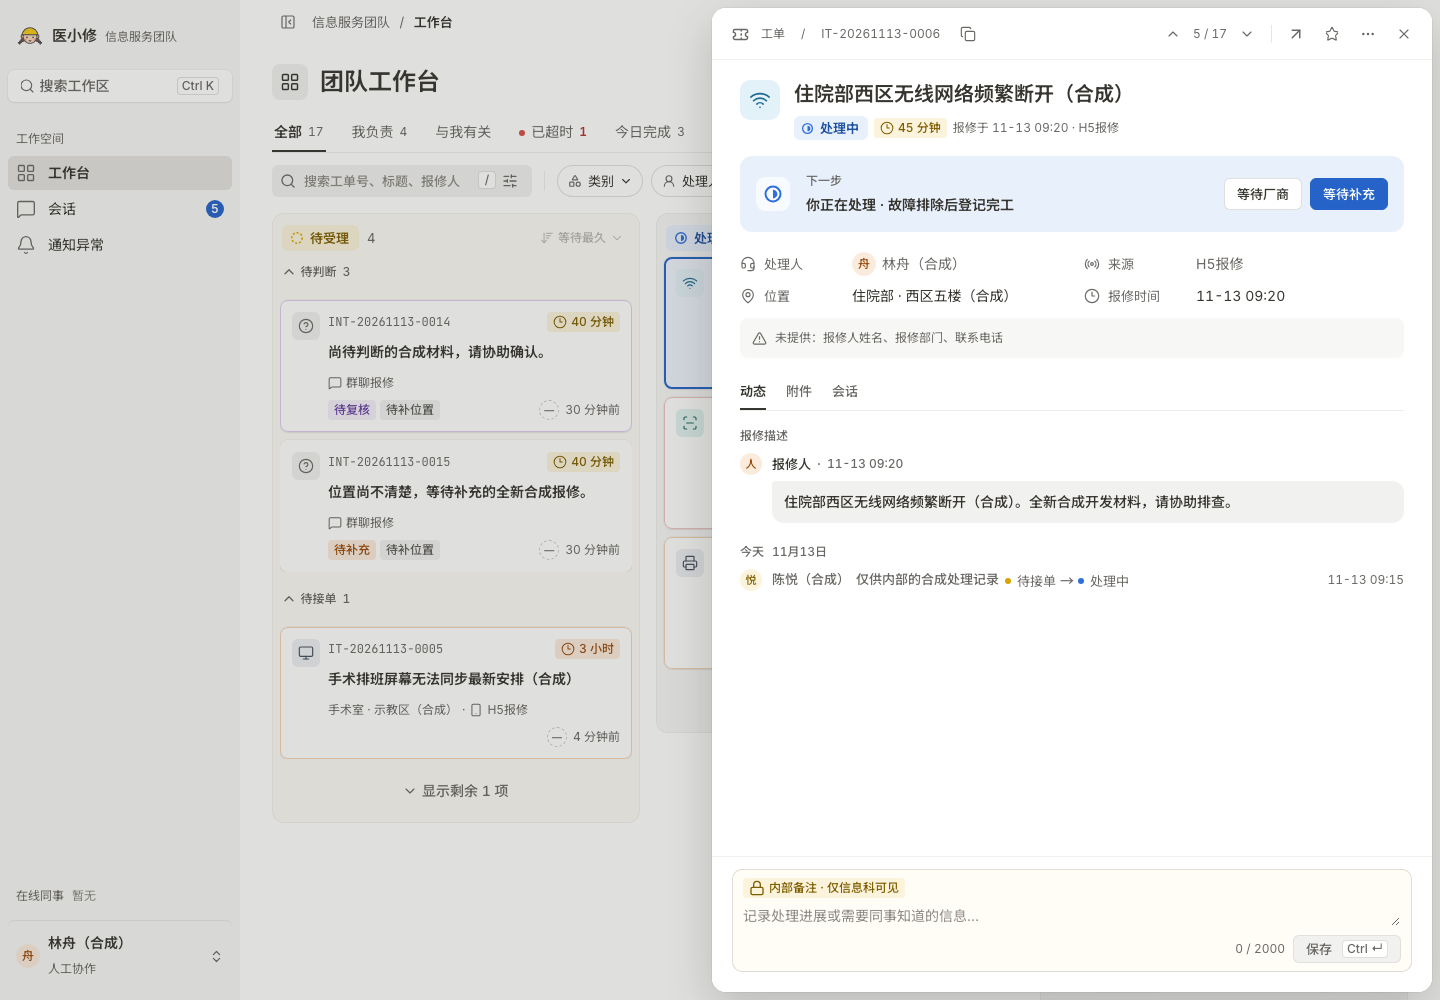 医小修 信息服务团队
搜索工作区 Ctrl K
工作空间
工作台
会话 5
通知异常
在线同事 暂无
舟 林舟（合成）
人工协作
信息服务团队 / 工作台
团队工作台
全部 17 我负责 4 与我有关 已超时 1 今日完成 3
搜索工单号、标题、报修人 / 类别
待受理 4 等待最久
待判断 3
INT-20261113-0014 40 分钟
尚待判断的合成材料，请协助确认。
群聊报修
待复核 待补位置 30 分钟前
INT-20261113-0015 40 分钟
位置尚不清楚，等待补充的全新合成报修。
群聊报修
待补充 待补位置 30 分钟前
待接单 1
IT-20261113-0005 3 小时
手术排班屏幕无法同步最新安排（合成）
手术室 · 示教区（合成） · H5报修
4 分钟前
显示剩余 1 项
工单 / IT-20261113-0006 5 / 17
住院部西区无线网络频繁断开（合成）
处理中 45 分钟 报修于 11-13 09:20 · H5报修
下一步
你正在处理 · 故障排除后登记完工
等待厂商 等待补充
处理人 舟 林舟（合成） 来源 H5报修
位置 住院部 · 西区五楼（合成） 报修时间 11-13 09:20
未提供：报修人姓名、报修部门、联系电话
动态 附件 会话
报修描述
人 报修人 · 11-13 09:20
住院部西区无线网络频繁断开（合成）。全新合成开发材料，请协助排查。
今天 11月13日
悦 陈悦（合成） 仅供内部的合成处理记录 待接单 → 处理中 11-13 09:15
内部备注 · 仅信息科可见
记录处理进展或需要同事知道的信息...
0 / 2000 保存 Ctrl ↵